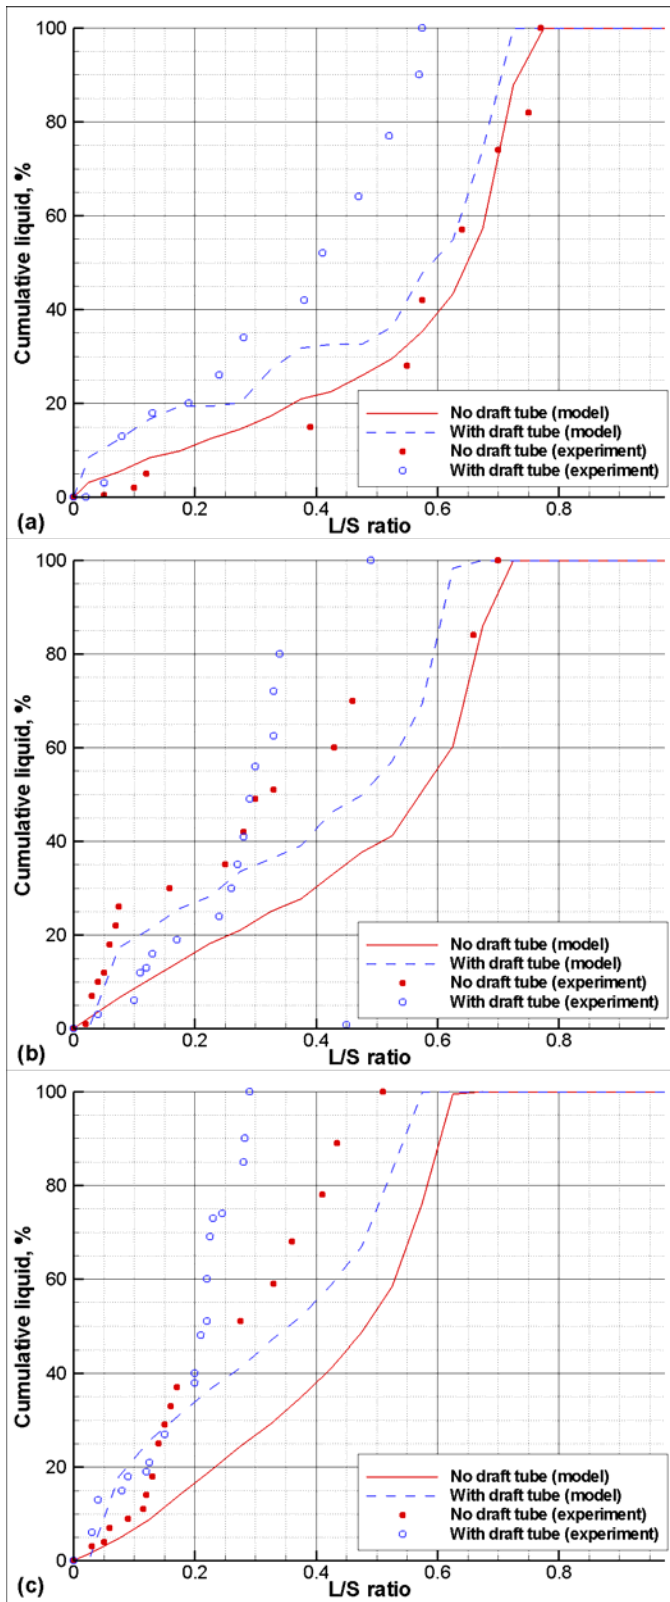 100
80
60
40
20
0
Cumulative liquid, %
No draft tube (model)
With draft tube (model)
No draft tube (experiment)
With draft tube (experiment)
0.2 0.4 0.6 0.8
(a) L/S ratio
100
80
60
40
20
0
Cumulative liquid, %
No draft tube (model)
With draft tube (model)
No draft tube (experiment)
With draft tube (experiment)
0.2 0.4 0.6 0.8
(b) L/S ratio
100
80
60
40
20
0
Cumulative liquid, %
No draft tube (model)
With draft tube (model)
No draft tube (experiment)
With draft tube (experiment)
0.2 0.4 0.6 0.8
(c) L/S ratio